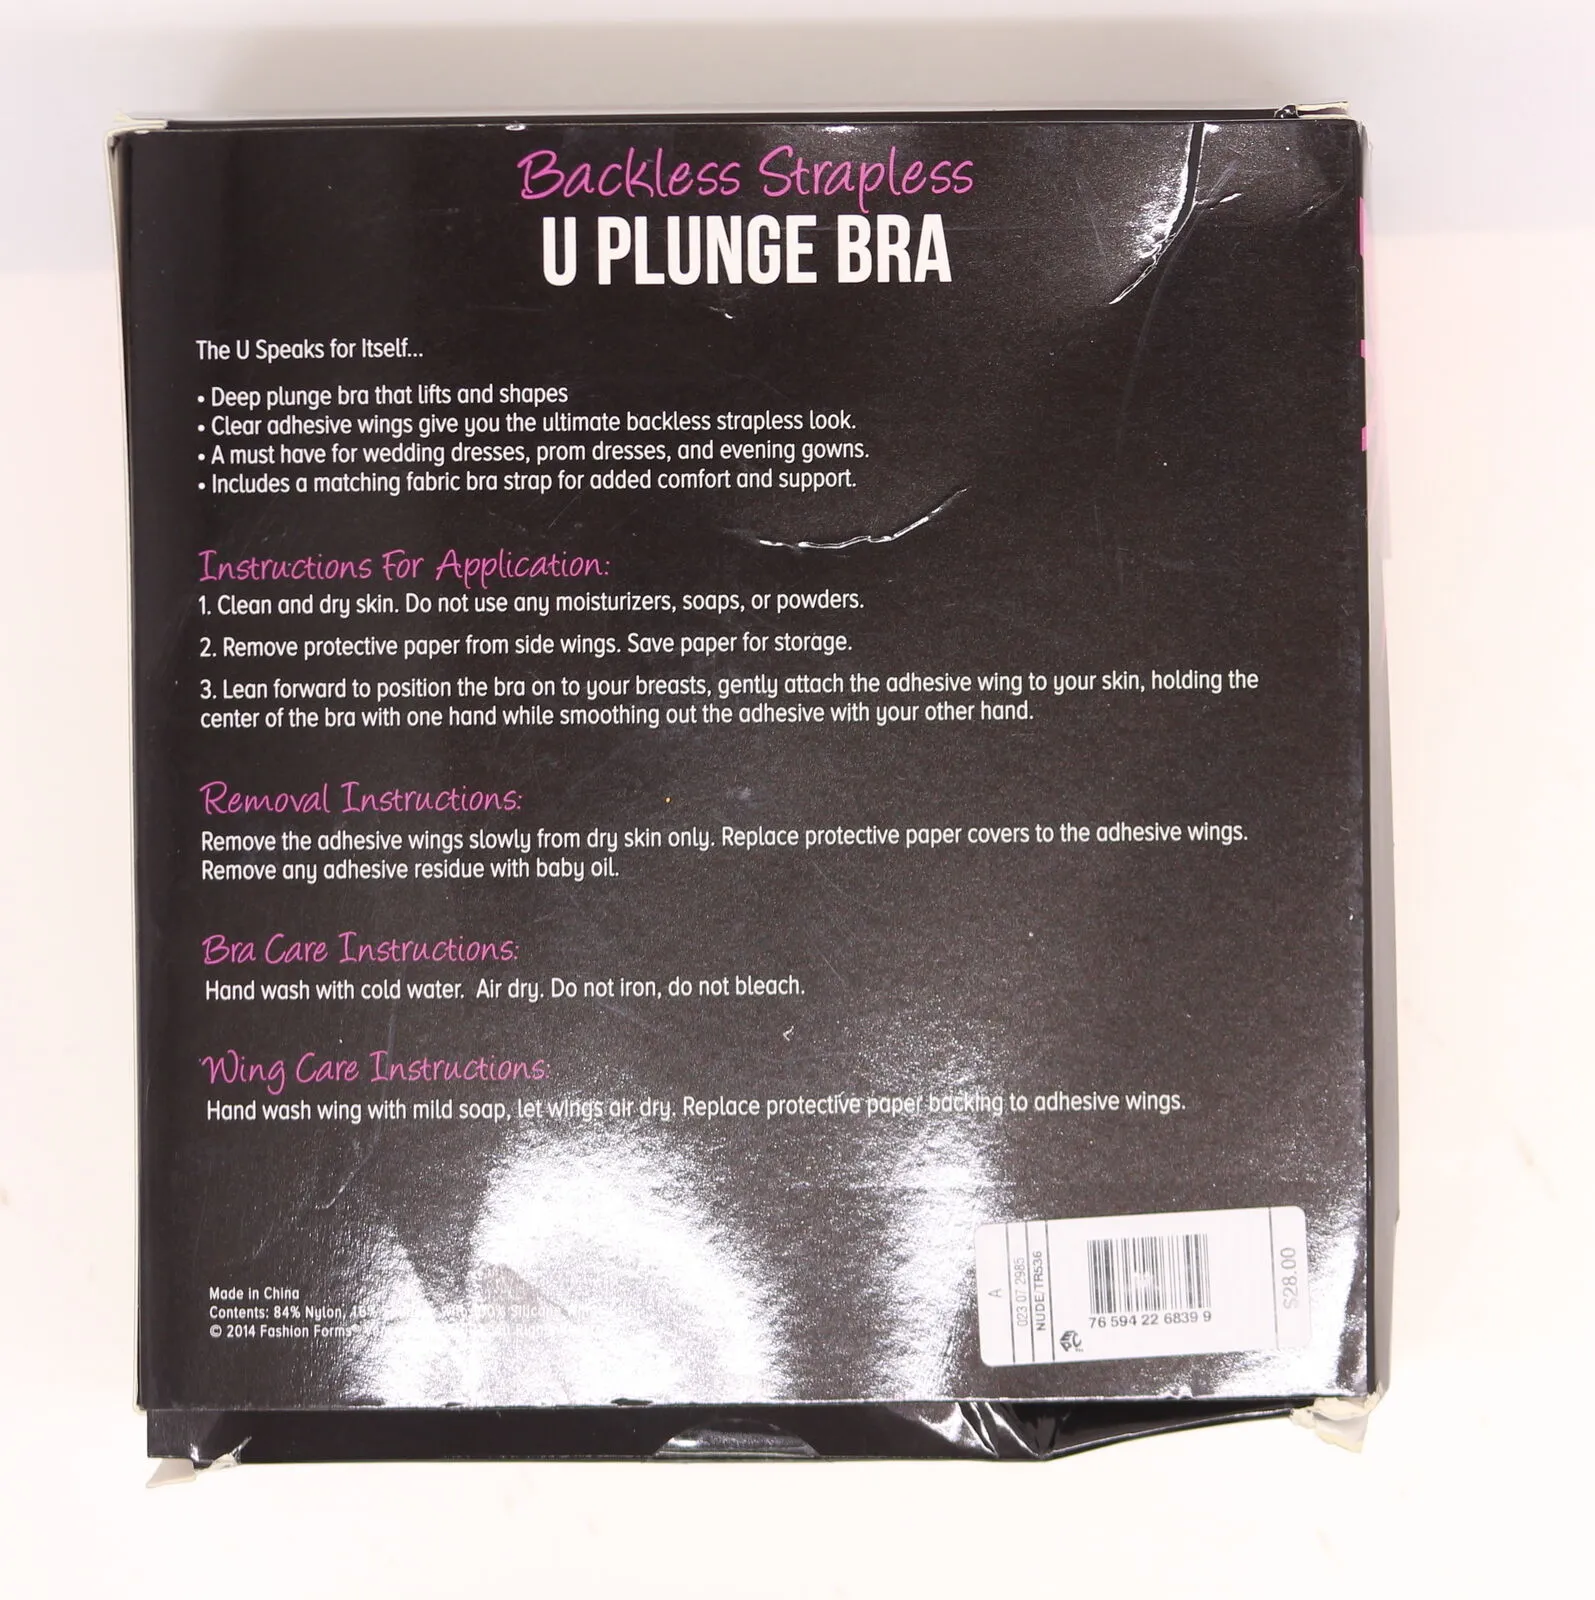 Backless Strapless
U PLUNGE BRA
The U Speaks for Itself...
• Deep plunge bra that lifts and shapes
• Clear adhesive wings give you the ultimate backless strapless look.
• A must have for wedding dresses, prom dresses, and evening gowns.
• Includes a matching fabric bra strap for added comfort and support.
Instructions For Application:
1. Clean and dry skin. Do not use any moisturizers, soaps, or powders.
2. Remove protective paper from side wings. Save paper for storage.
3. Lean forward to position the bra on to your breasts, gently attach the adhesive wing to your skin, holding the
center of the bra with one hand while smoothing out the adhesive with your other hand.
Removal Instructions:
Remove the adhesive wings slowly from dry skin only. Replace protective paper covers to the adhesive wings.
Remove any adhesive residue with baby oil.
Bra Care Instructions:
Hand wash with cold water. Air dry. Do not iron, do not bleach.
Wing Care Instructions:
Hand wash wing with mild soap, let wings air dry. Replace protective paper backing to adhesive wings.
Made in China
Contents: 84% Nylon,
© 2014 Fashion Forms
A
0223 07 2985
NUDE/TR536
76 594 22 6839 9
$28.00